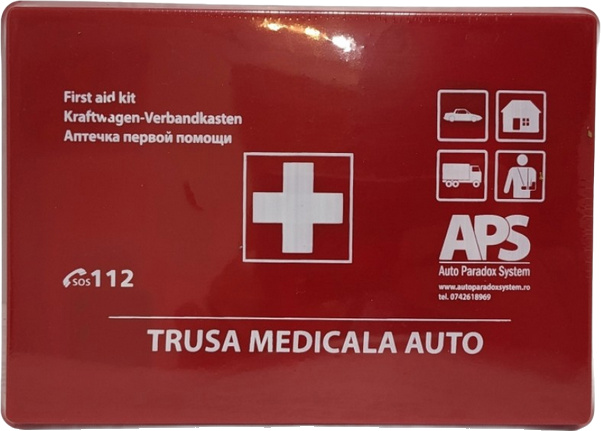 First aid kit
Kraftwagen-Verbandkasten
Аптечка первой помощи
SOS 112
APS
Auto Paradox System
www.autoparadoxsystem.ro
tel. 0742618969
TRUSA MEDICALA AUTO